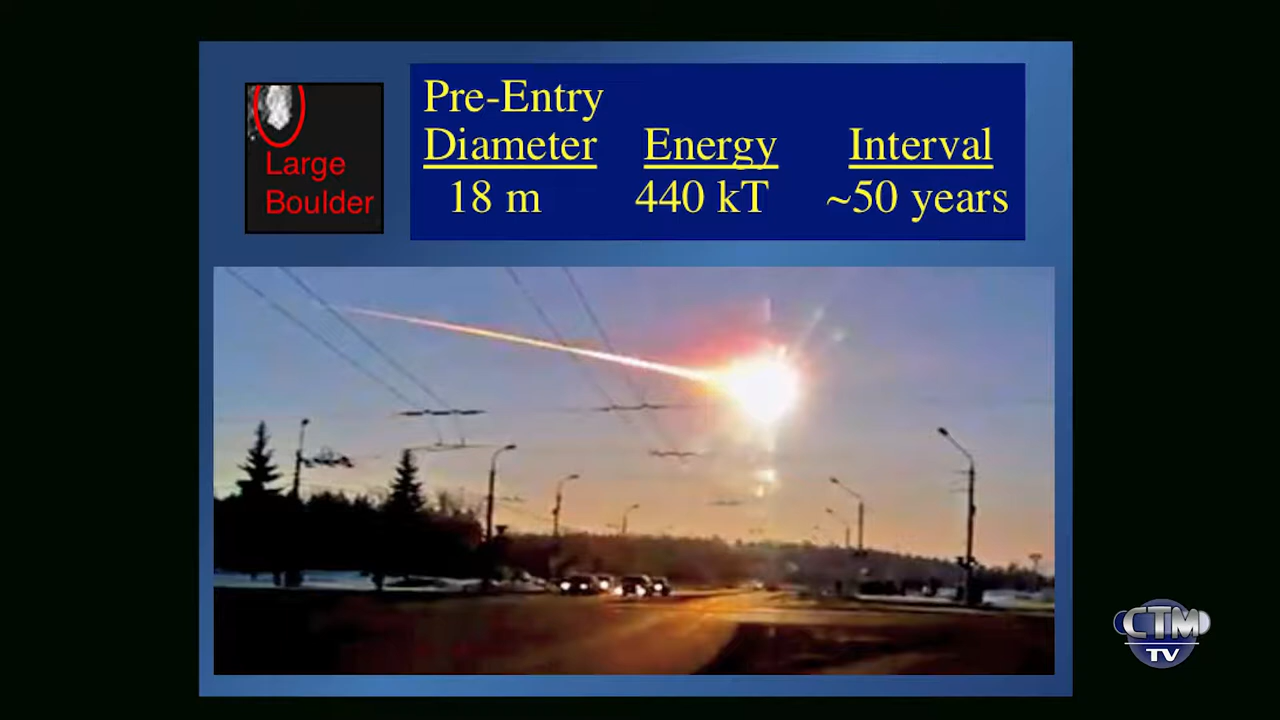 Large
Boulder
Pre-Entry
Diameter Energy Interval
18 m 440 kT ~50 years
CTM
TV